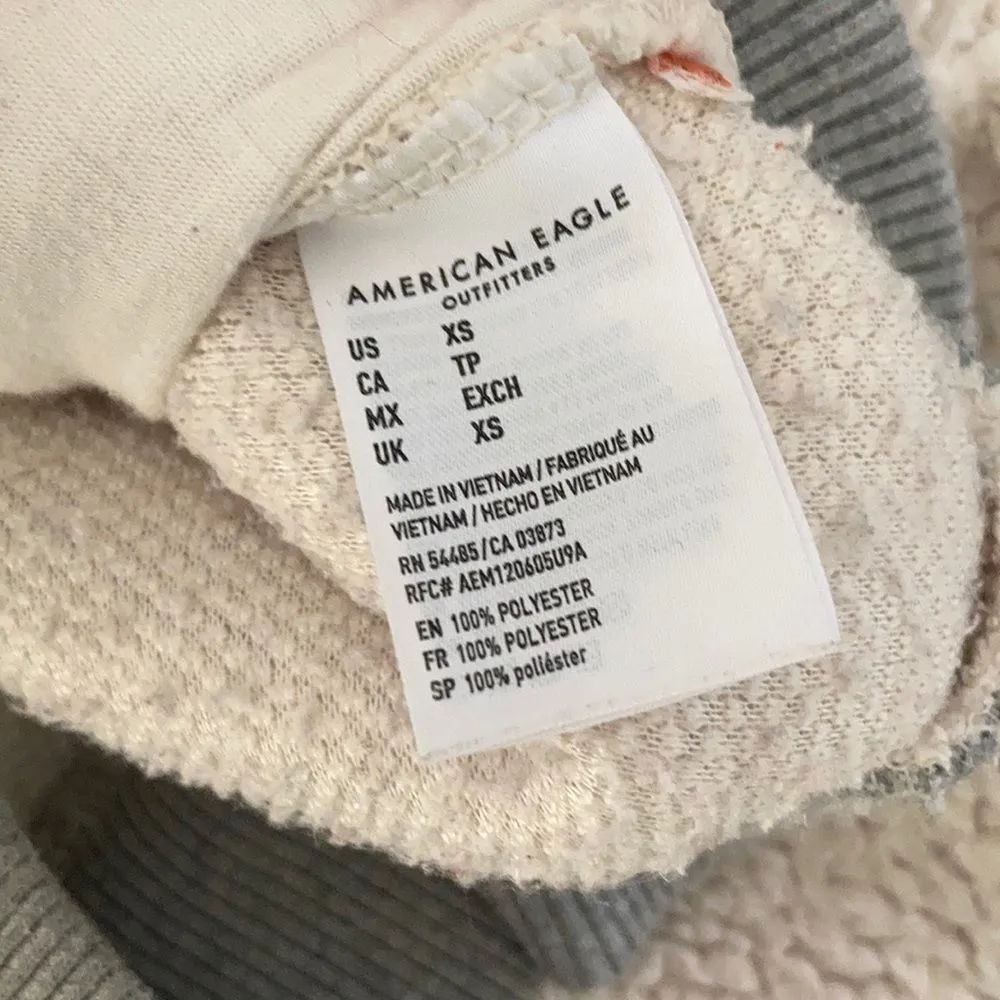 AMERICAN EAGLE
OUTFITTERS
US XS
CA TP
MX EXCH
UK XS
MADE IN VIETNAM / FABRIQUÉ AU
VIETNAM / HECHO EN VIETNAM
RN 54485 / CA 03873
RFC# AEM120605U9A
EN 100% POLYESTER
FR 100% POLYESTER
SP 100% poliéster